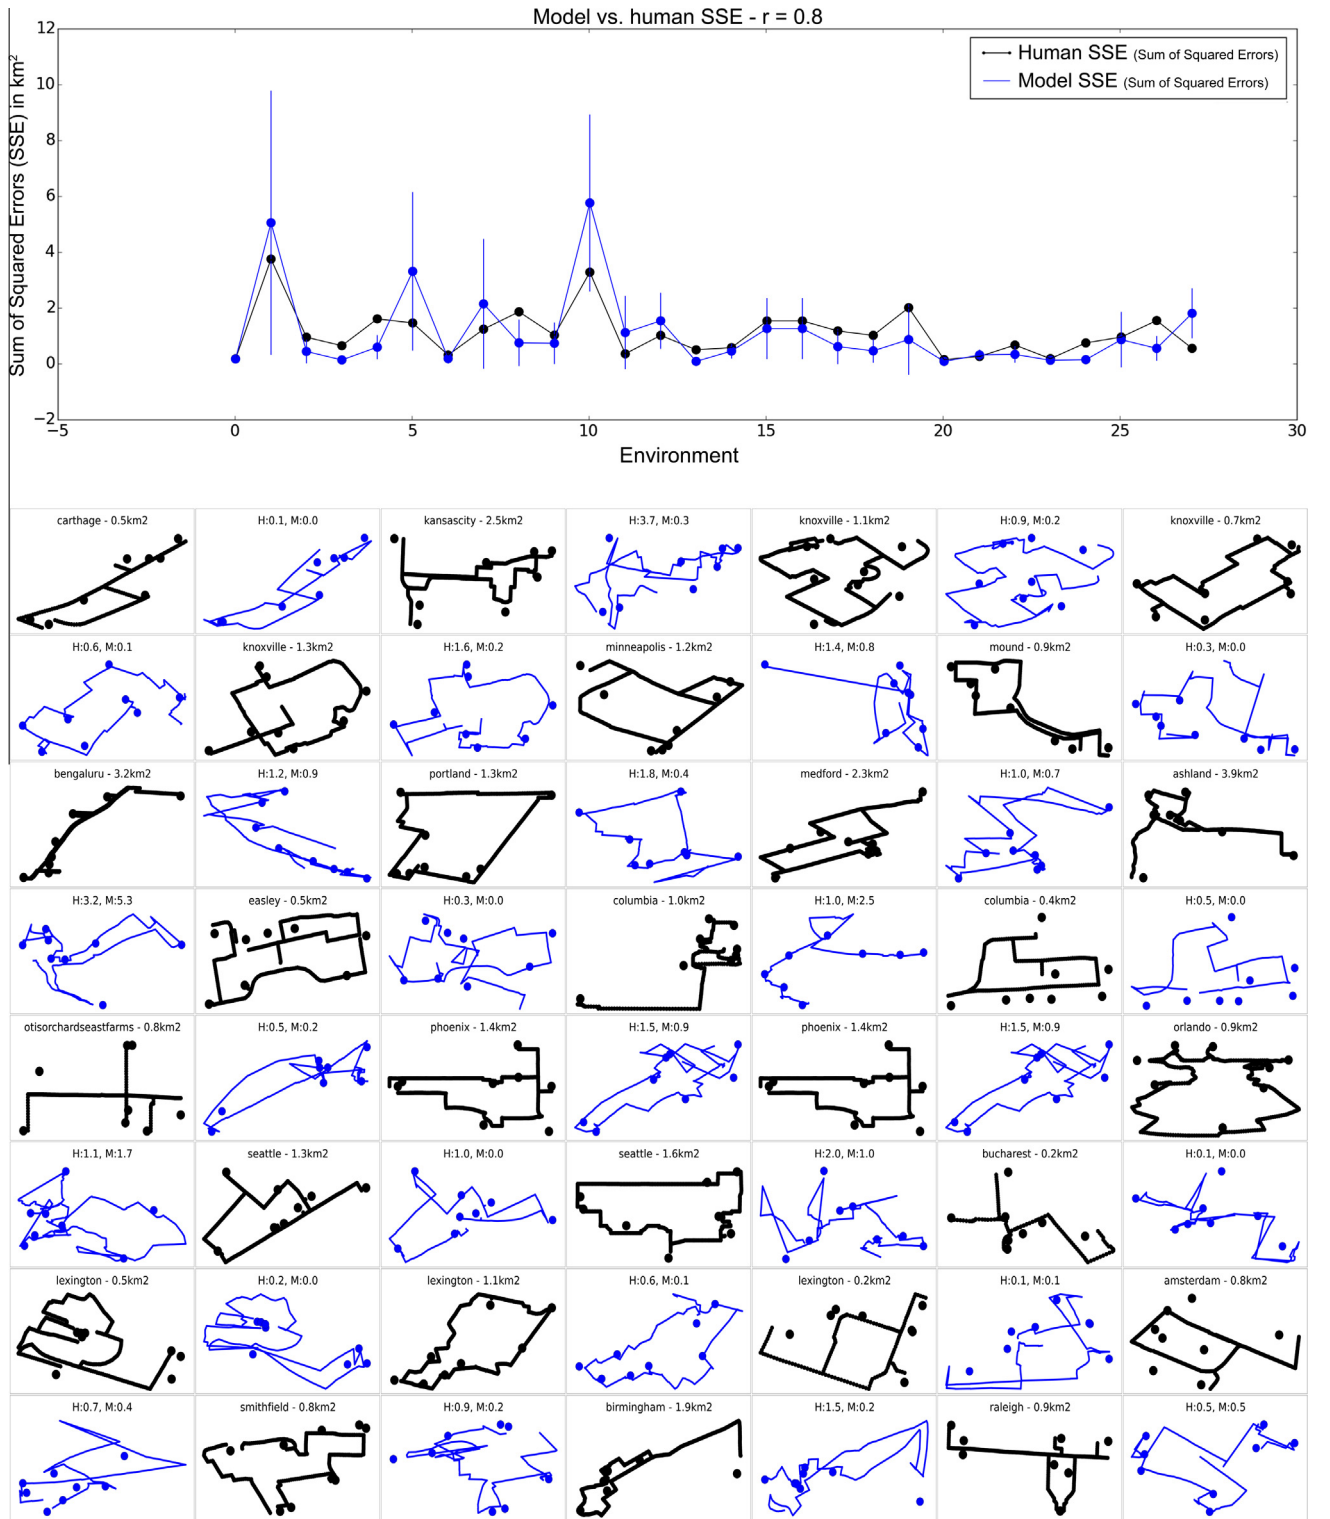 Model vs. human SSE - r = 0.8
Human SSE (Sum of Squared Errors)
Model SSE (Sum of Squared Errors)
Sum of Squared Errors (SSE) in km²
12
10
8
6
4
2
0
−2
−5 0 5 10 15 20 25 30
Environment
carthage - 0.5km2 H:0.1, M:0.0 kansascity - 2.5km2 H:3.7, M:0.3 knoxville - 1.1km2 H:0.9, M:0.2 knoxville - 0.7km2
H:0.6, M:0.1 knoxville - 1.3km2 H:1.6, M:0.2 minneapolis - 1.2km2 H:1.4, M:0.8 mound - 0.9km2 H:0.3, M:0.0
bengaluru - 3.2km2 H:1.2, M:0.9 portland - 1.3km2 H:1.8, M:0.4 medford - 2.3km2 H:1.0, M:0.7 ashland - 3.9km2
H:3.2, M:5.3 easley - 0.5km2 H:0.3, M:0.0 columbia - 1.0km2 H:1.0, M:2.5 columbia - 0.4km2 H:0.5, M:0.0
otisorchardseastfarms - 0.8km2 H:0.5, M:0.2 phoenix - 1.4km2 H:1.5, M:0.9 phoenix - 1.4km2 H:1.5, M:0.9 orlando - 0.9km2
H:1.1, M:1.7 seattle - 1.3km2 H:1.0, M:0.0 seattle - 1.6km2 H:2.0, M:1.0 bucharest - 0.2km2 H:0.1, M:0.0
lexington - 0.5km2 H:0.2, M:0.0 lexington - 1.1km2 H:0.6, M:0.1 lexington - 0.2km2 H:0.1, M:0.1 amsterdam - 0.8km2
H:0.7, M:0.4 smithfield - 0.8km2 H:0.9, M:0.2 birmingham - 1.9km2 H:1.5, M:0.2 raleigh - 0.9km2 H:0.5, M:0.5